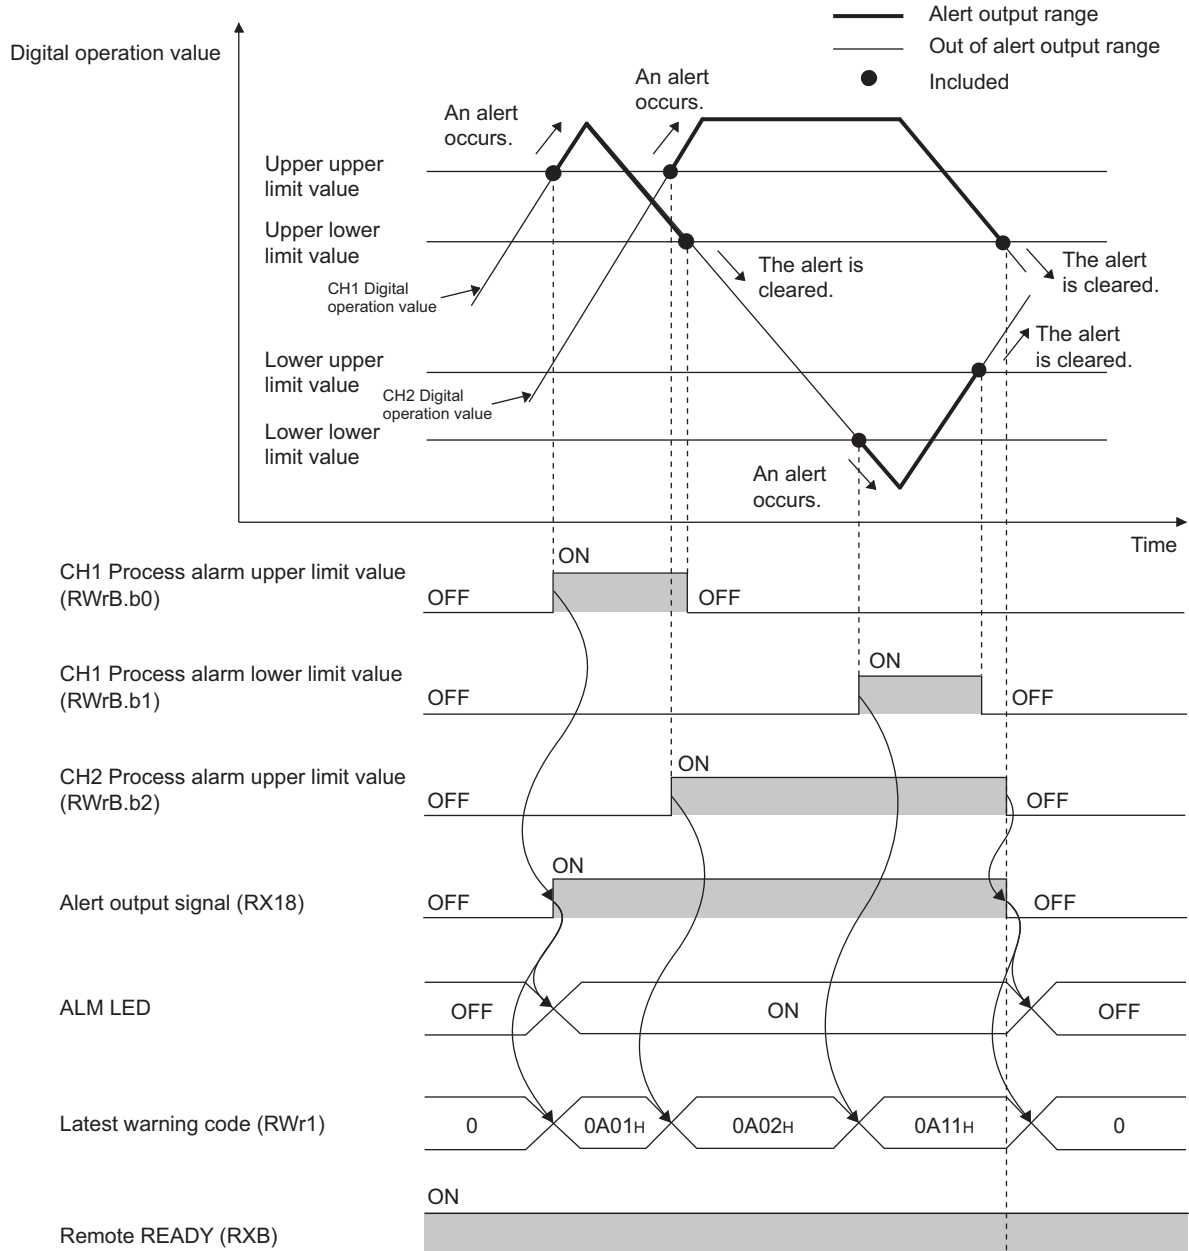 Alert output range
Out of alert output range
Included
Digital operation value
An alert
occurs.
An alert
occurs.
Upper upper
limit value
Upper lower
limit value
The alert is
cleared.
The alert
is cleared.
CH1 Digital
operation value
The alert
is cleared.
Lower upper
limit value
CH2 Digital
operation value
Lower lower
limit value
An alert
occurs.
Time
CH1 Process alarm upper limit value
(RWrB.b0)
OFF
ON
OFF
CH1 Process alarm lower limit value
(RWrB.b1)
OFF
ON
OFF
CH2 Process alarm upper limit value
(RWrB.b2)
OFF
ON
OFF
Alert output signal (RX18)
OFF
ON
OFF
ALM LED
OFF
ON
OFF
Latest warning code (RWr1)
0
0A01H
0A02H
0A11H
0
Remote READY (RXB)
ON